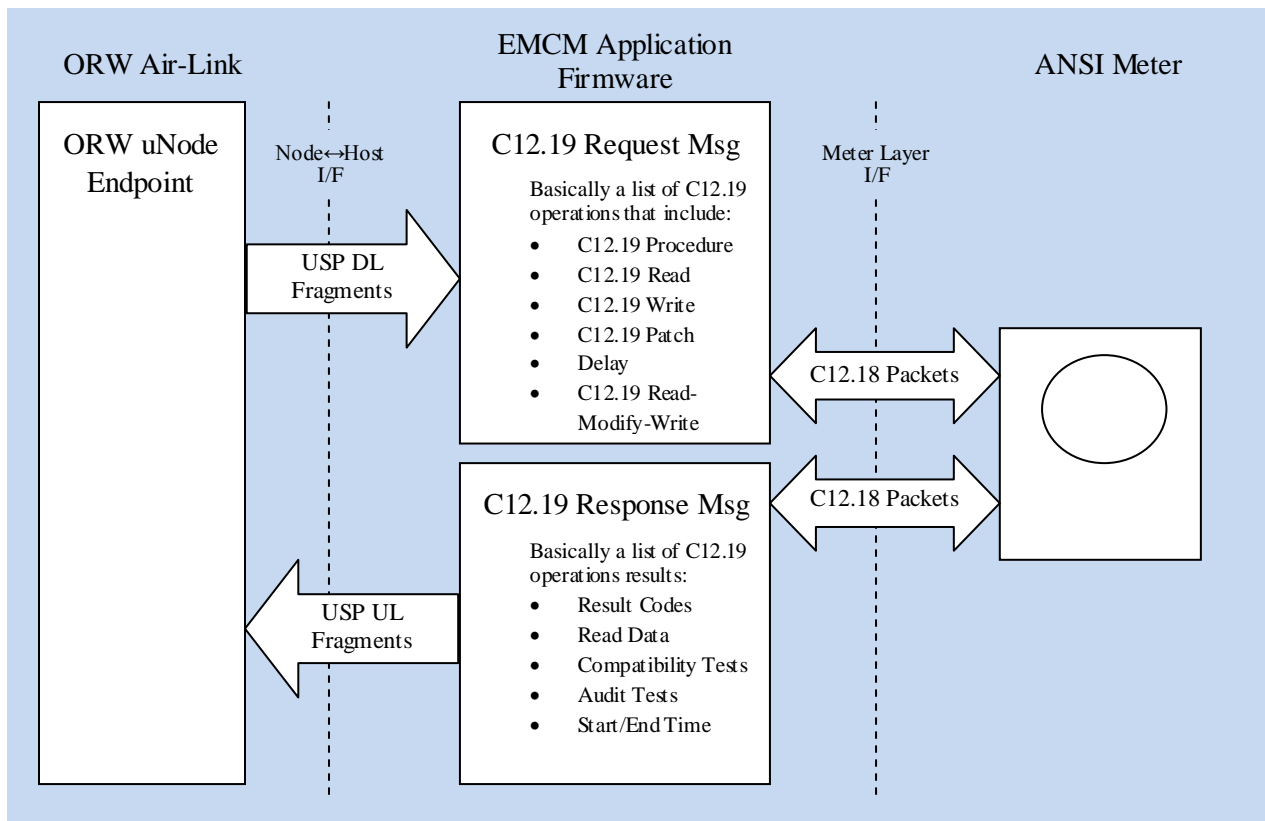 ORW Air-Link
EMCM Application
Firmware
ANSI Meter
ORW uNode
Endpoint
Node↔Host
I/F
USP DL
Fragments
C12.19 Request Msg
Basically a list of C12.19
operations that include:
• C12.19 Procedure
• C12.19 Read
• C12.19 Write
• C12.19 Patch
• Delay
• C12.19 Read-
Modify-Write
Meter Layer
I/F
C12.18 Packets
C12.19 Response Msg
Basically a list of C12.19
operations results:
• Result Codes
• Read Data
• Compatibility Tests
• Audit Tests
• Start/End Time
C12.18 Packets
USP UL
Fragments